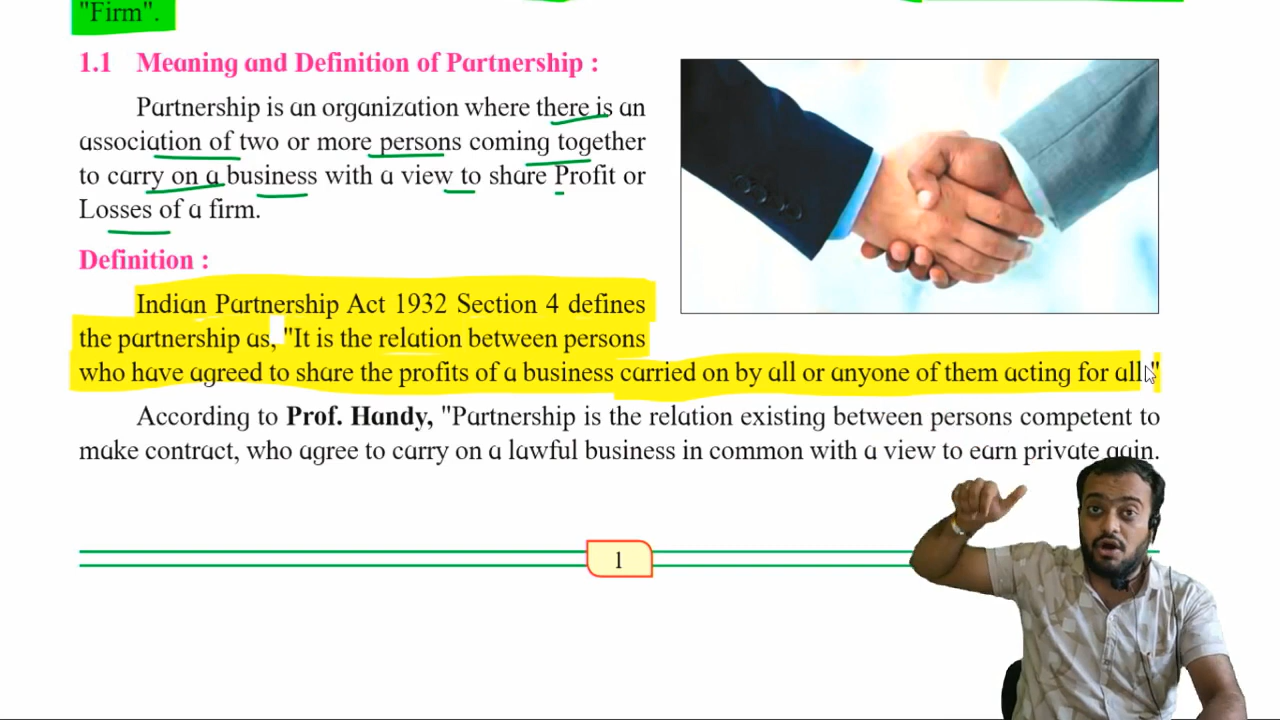 "Firm".
1.1 Meaning and Definition of Partnership :
Partnership is an organization where there is an
association of two or more persons coming together
to carry on a business with a view to share Profit or
Losses of a firm.
Definition :
Indian Partnership Act 1932 Section 4 defines
the partnership as, "It is the relation between persons
who have agreed to share the profits of a business carried on by all or anyone of them acting for all."
According to Prof. Handy, "Partnership is the relation existing between persons competent to
make contract, who agree to carry on a lawful business in common with a view to earn private gain.
1